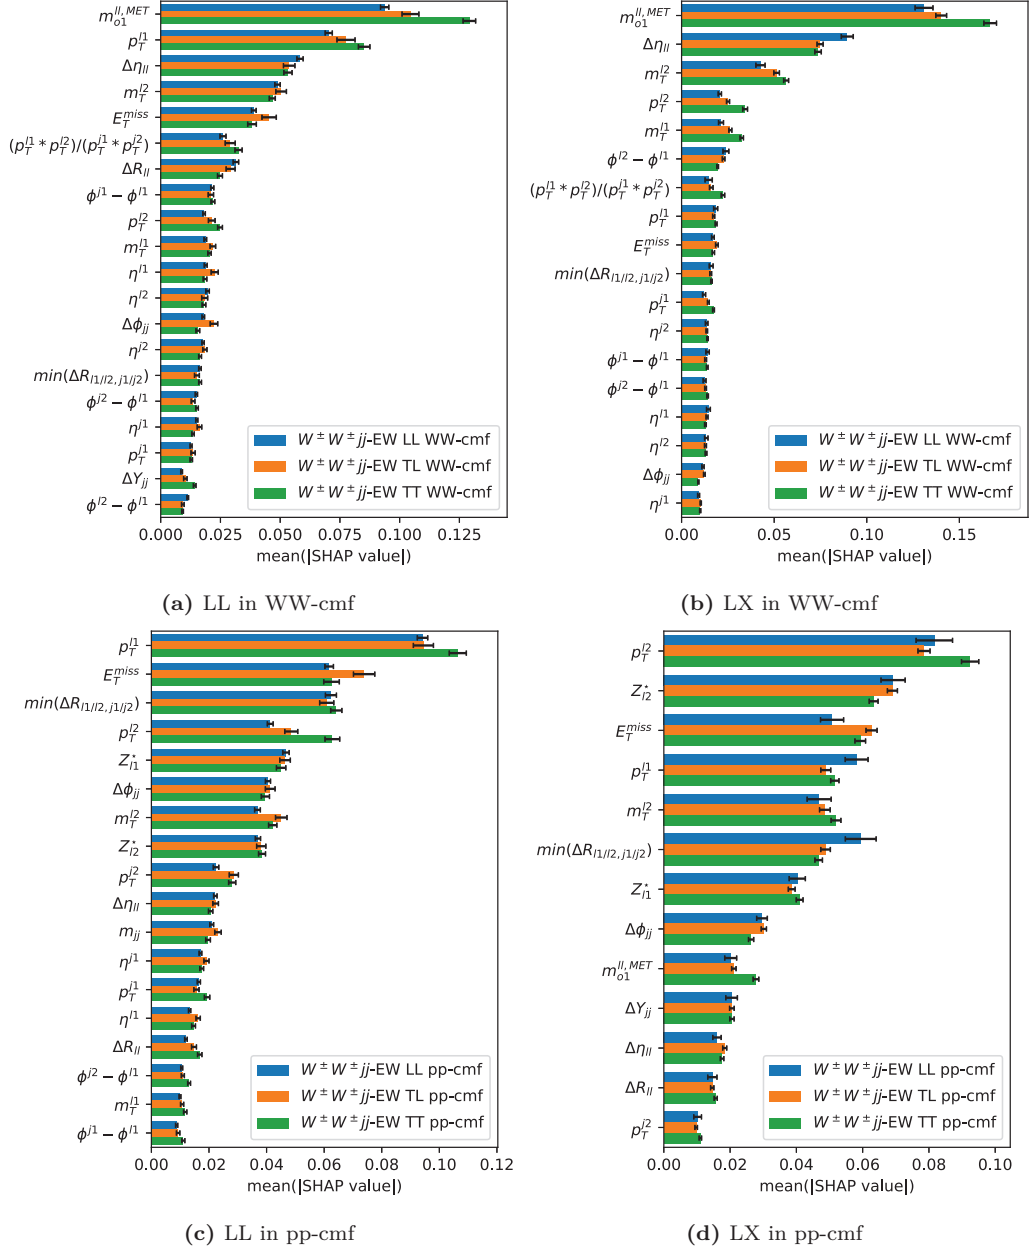 m_{o1}^{ll,MET}
p_T^{l1}
Δη_{ll}
m_T^{l2}
E_T^{miss}
(p_T^{l1} * p_T^{l2})/(p_T^{j1} * p_T^{j2})
ΔR_{ll}
ϕ^{j1} − ϕ^{l1}
p_T^{l2}
m_T^{l1}
η^{l1}
η^{l2}
Δϕ_{jj}
η^{j2}
min(ΔR_{l1/l2, j1/j2})
ϕ^{j2} − ϕ^{l1}
η^{j1}
p_T^{j1}
ΔY_{jj}
ϕ^{l2} − ϕ^{l1}
W^±W^±jj-EW LL WW-cmf
W^±W^±jj-EW TL WW-cmf
W^±W^±jj-EW TT WW-cmf
0.000 0.025 0.050 0.075 0.100 0.125
mean(|SHAP value|)
(a) LL in WW-cmf
m_{o1}^{ll,MET}
Δη_{ll}
m_T^{l2}
p_T^{l2}
m_T^{l1}
ϕ^{l2} − ϕ^{l1}
(p_T^{l1} * p_T^{l2})/(p_T^{j1} * p_T^{j2})
p_T^{l1}
E_T^{miss}
min(ΔR_{l1/l2, j1/j2})
p_T^{j1}
η^{j2}
ϕ^{j1} − ϕ^{l1}
ϕ^{j2} − ϕ^{l1}
η^{l1}
η^{l2}
Δϕ_{jj}
η^{j1}
W^±W^±jj-EW LL WW-cmf
W^±W^±jj-EW TL WW-cmf
W^±W^±jj-EW TT WW-cmf
0.00 0.05 0.10 0.15
mean(|SHAP value|)
(b) LX in WW-cmf
p_T^{l1}
E_T^{miss}
min(ΔR_{l1/l2, j1/j2})
p_T^{l2}
Z^⋆_{l1}
Δϕ_{jj}
m_T^{l2}
Z^⋆_{l2}
p_T^{j2}
Δη_{ll}
m_{jj}
η^{j1}
p_T^{j1}
η^{l1}
ΔR_{ll}
ϕ^{j2} − ϕ^{l1}
m_T^{l1}
ϕ^{j1} − ϕ^{l1}
W^±W^±jj-EW LL pp-cmf
W^±W^±jj-EW TL pp-cmf
W^±W^±jj-EW TT pp-cmf
0.00 0.02 0.04 0.06 0.08 0.10 0.12
mean(|SHAP value|)
(c) LL in pp-cmf
p_T^{l2}
Z^⋆_{l2}
E_T^{miss}
p_T^{l1}
m_T^{l2}
min(ΔR_{l1/l2, j1/j2})
Z^⋆_{l1}
Δϕ_{jj}
m_{o1}^{ll,MET}
ΔY_{jj}
Δη_{ll}
ΔR_{ll}
p_T^{j2}
W^±W^±jj-EW LL pp-cmf
W^±W^±jj-EW TL pp-cmf
W^±W^±jj-EW TT pp-cmf
0.00 0.02 0.04 0.06 0.08 0.10
mean(|SHAP value|)
(d) LX in pp-cmf